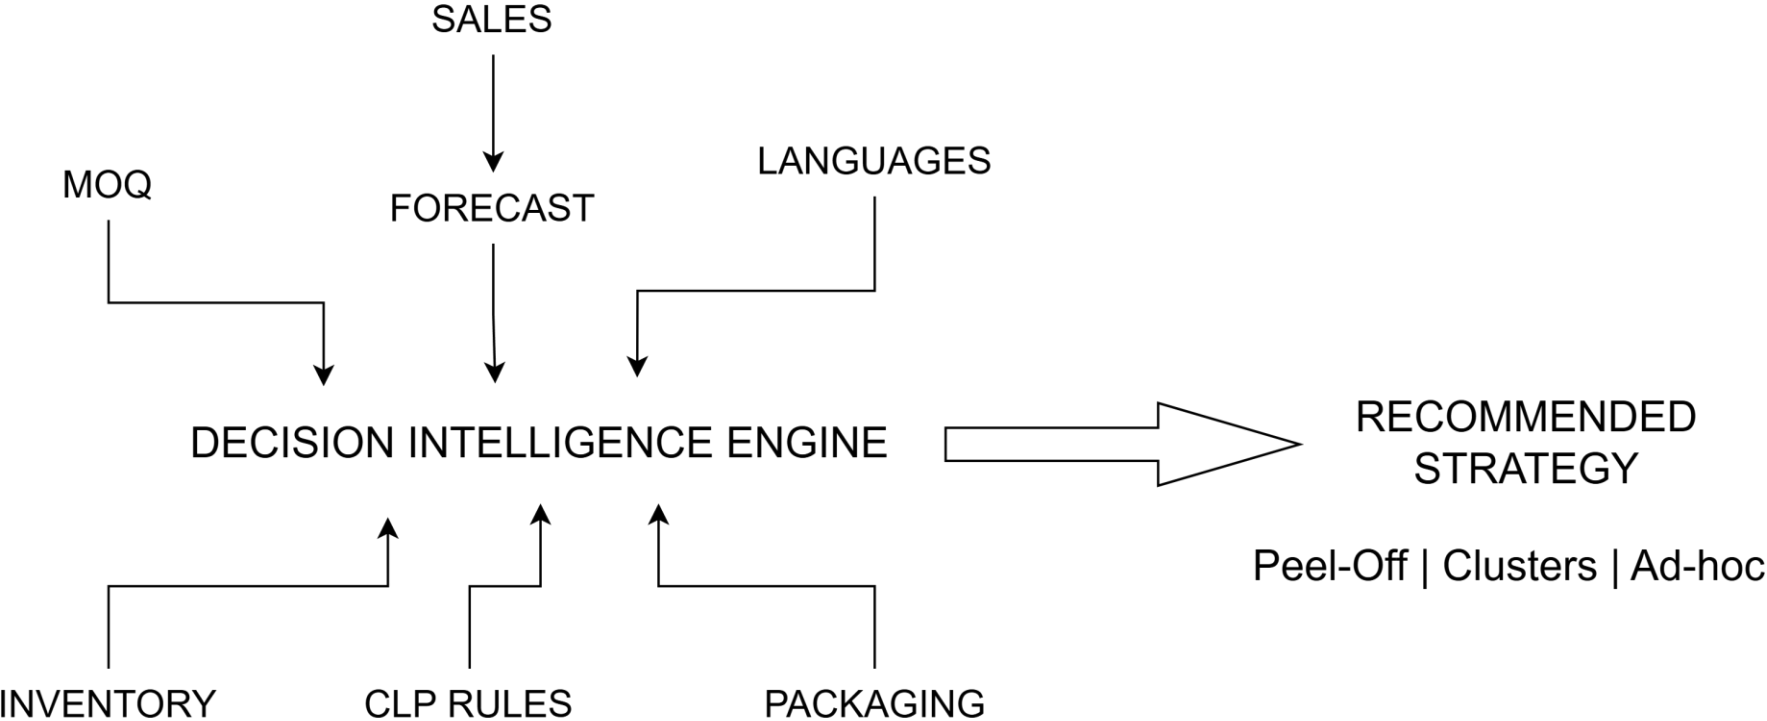 SALES
MOQ
FORECAST
LANGUAGES
DECISION INTELLIGENCE ENGINE
RECOMMENDED
STRATEGY
Peel-Off | Clusters | Ad-hoc
INVENTORY
CLP RULES
PACKAGING